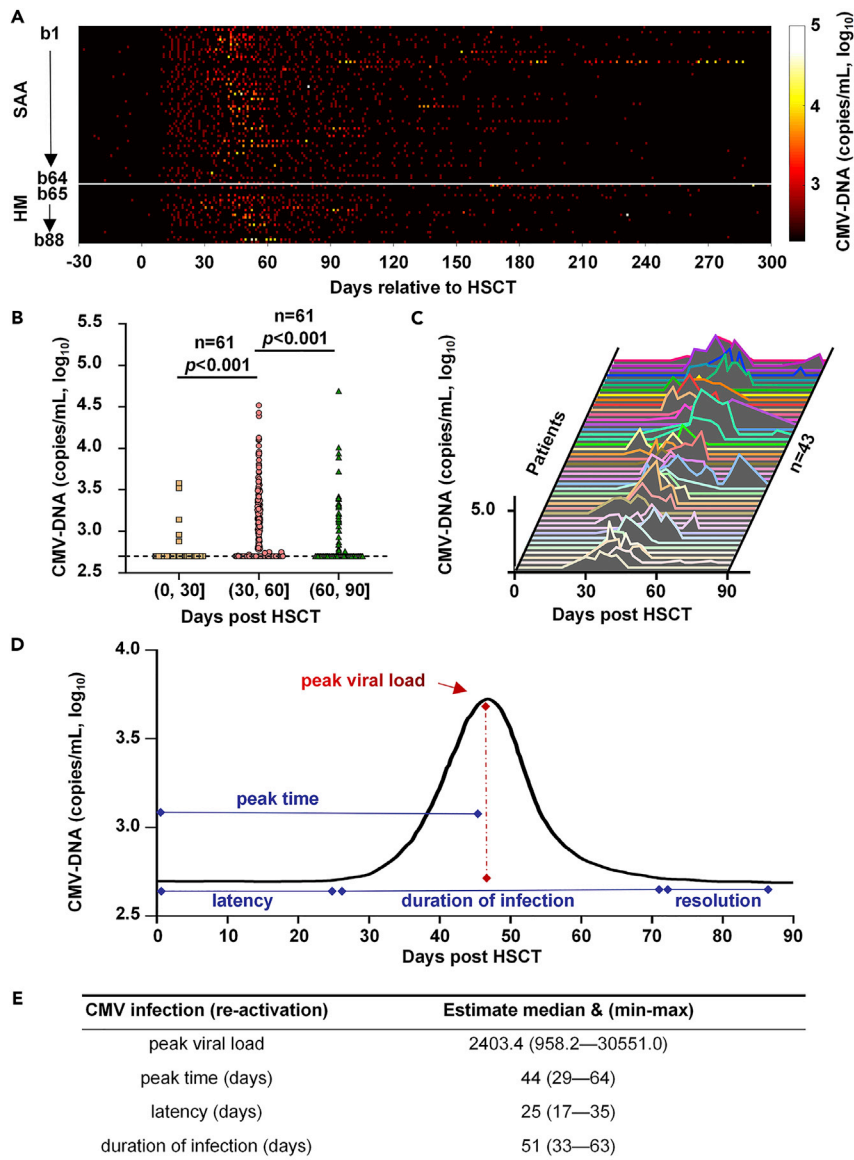 A
b1
SAA
b64
b65
HM
b88
-30 0 30 60 90 120 150 180 210 240 270 300
Days relative to HSCT
5
4
3
CMV-DNA (copies/mL, log10)
B
CMV-DNA (copies/mL, log10)
5.5
5.0
4.5
4.0
3.5
3.0
2.5
n=61
p<0.001
n=61
p<0.001
(0, 30] (30, 60] (60, 90]
Days post HSCT
C
CMV-DNA (copies/mL, log10)
Patients
n=43
5.0
0 30 60 90
Days post HSCT
D
CMV-DNA (copies/mL, log10)
4.0
3.5
3.0
2.5
peak viral load
peak time
latency duration of infection resolution
0 10 20 30 40 50 60 70 80 90
Days post HSCT
E
CMV infection (re-activation) Estimate median & (min-max)
peak viral load 2403.4 (958.2—30551.0)
peak time (days) 44 (29—64)
latency (days) 25 (17—35)
duration of infection (days) 51 (33—63)